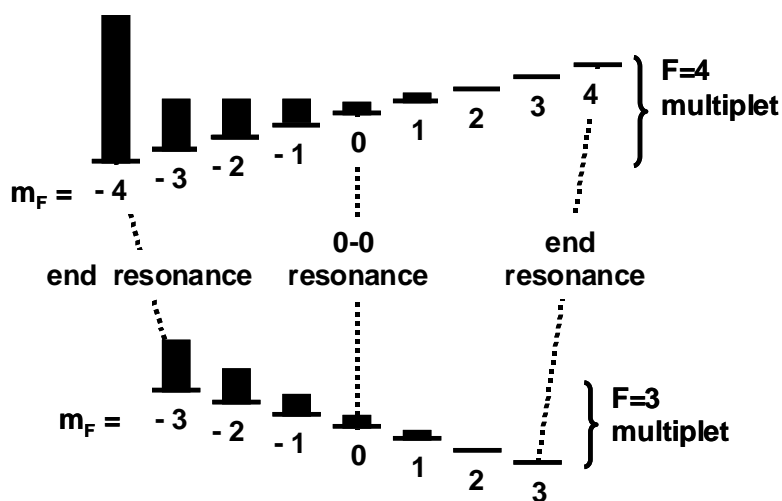 F=4
multiplet
m_F = - 4 - 3 - 2 - 1 0 1 2 3 4
end resonance
0-0
resonance
end
resonance
m_F = - 3 - 2 - 1 0 1 2 3
F=3
multiplet